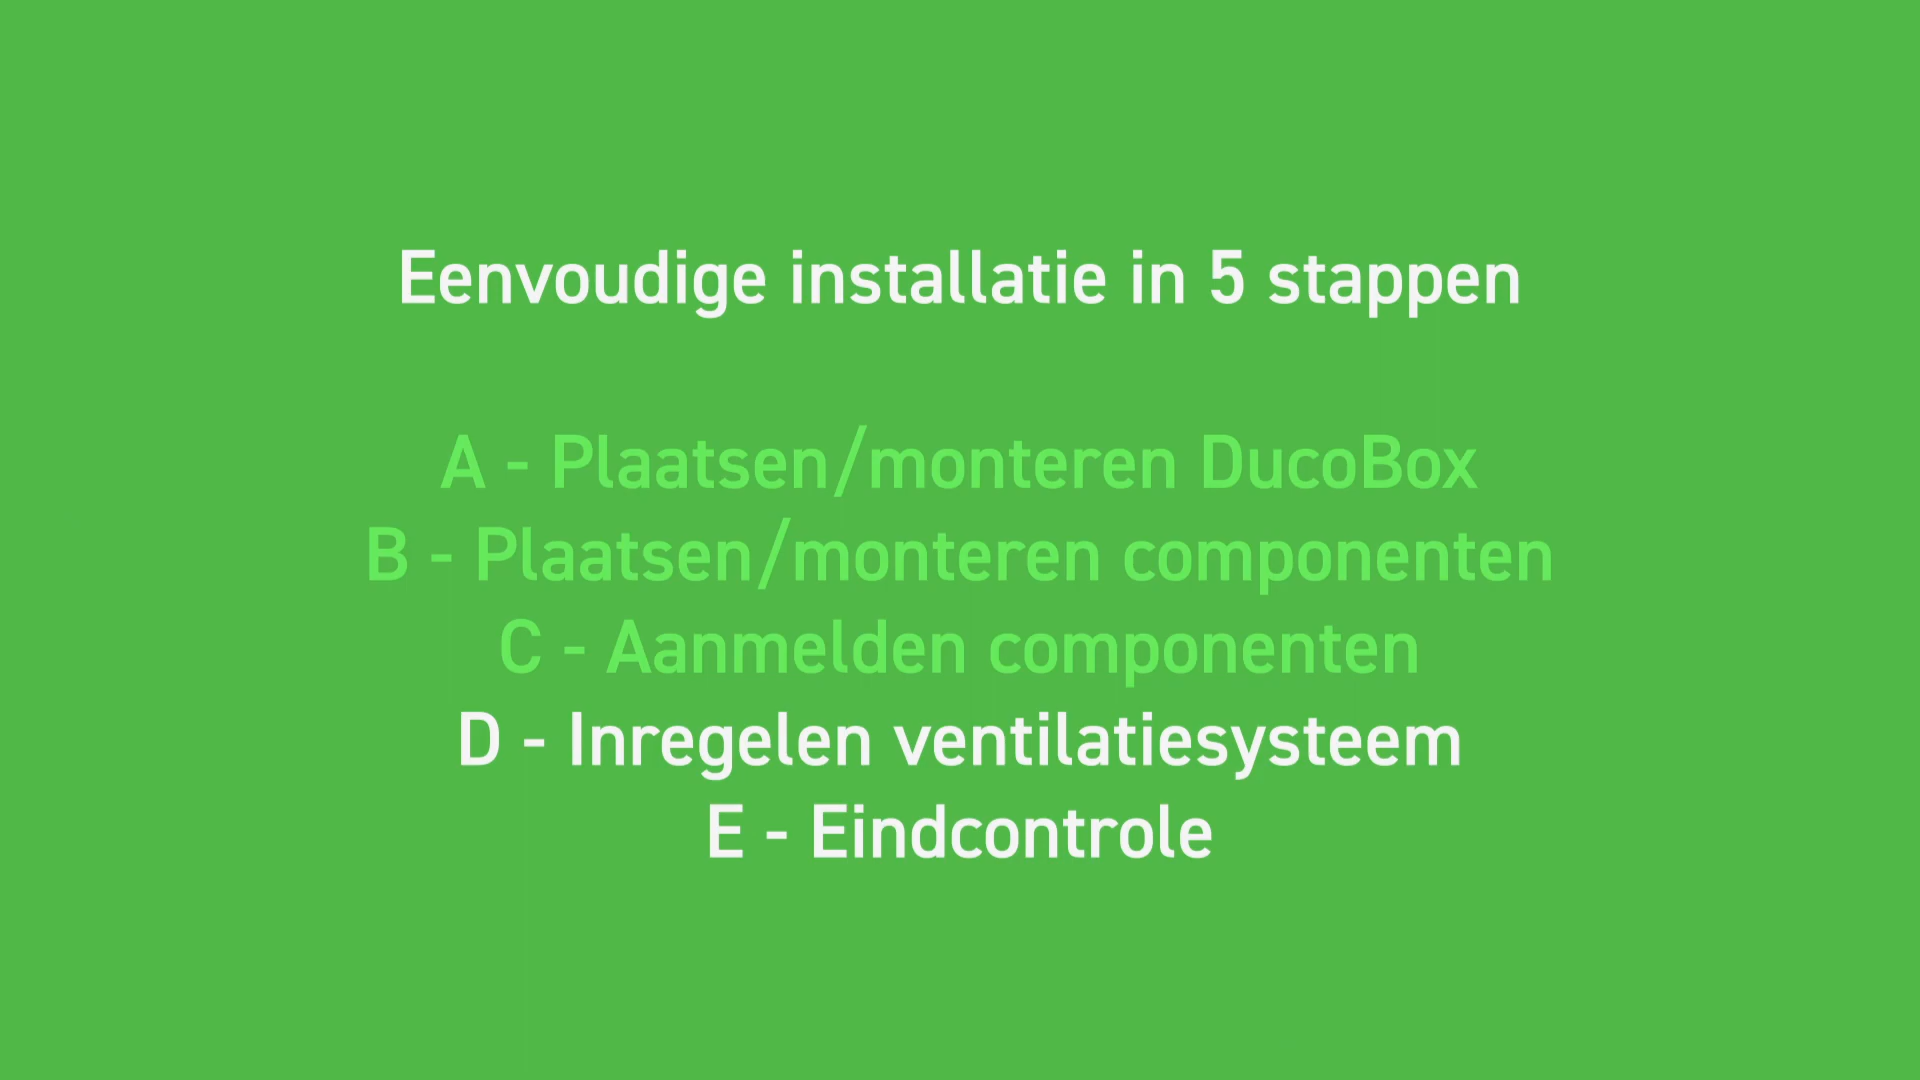 Eenvoudige installatie in 5 stappen
A - Plaatsen/monteren DucoBox
B - Plaatsen/monteren componenten
C - Aanmelden componenten
D - Inregelen ventilatiesysteem
E - Eindcontrole